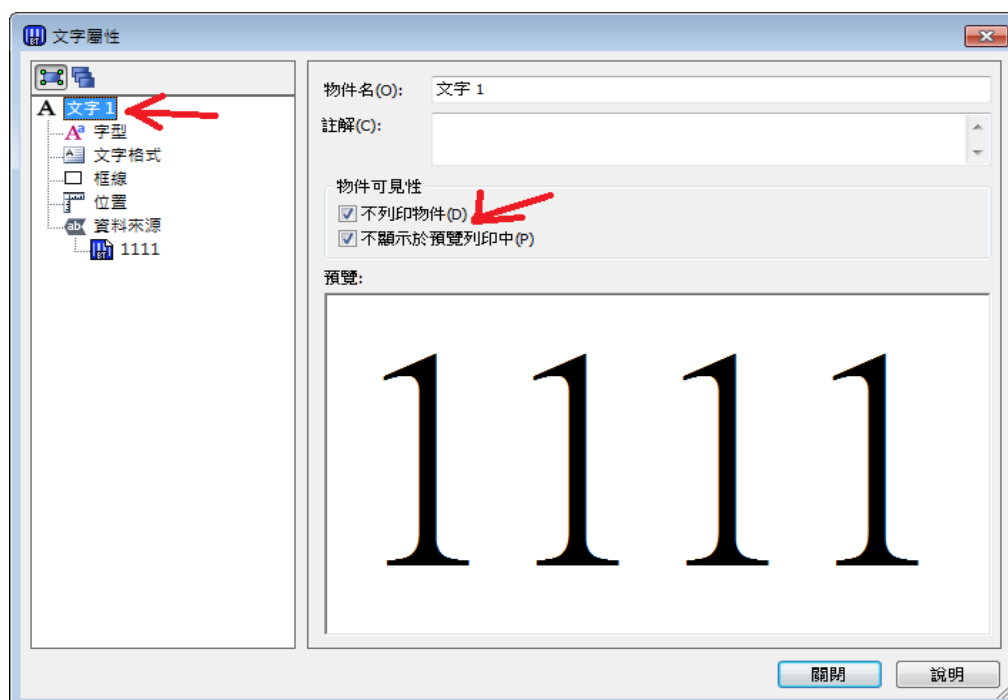 文字屬性
A 文字 1
字型
文字格式
框線
位置
資料來源
1111
物件名(O): 文字 1
註解(C):
物件可見性
不列印物件(D)
不顯示於預覽列印中(P)
預覽:
1111
關閉 說明